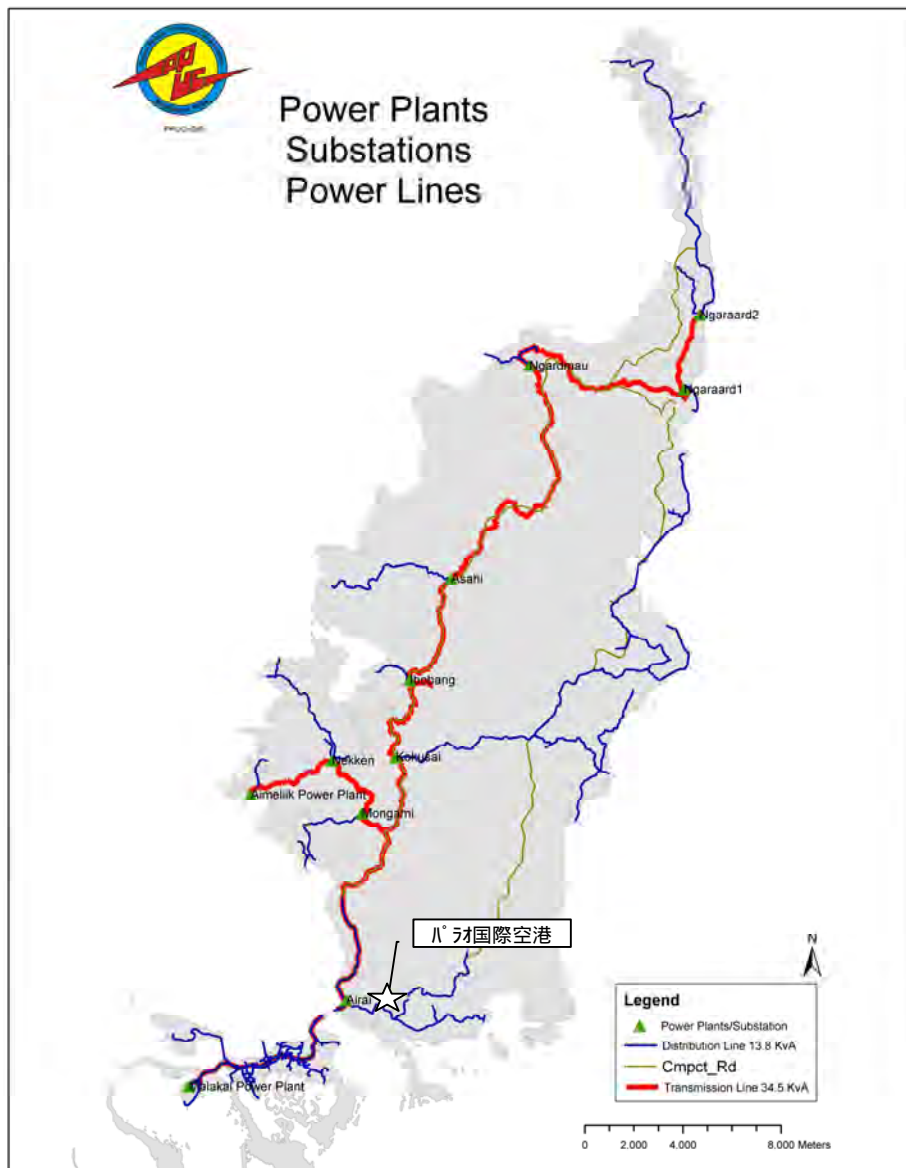 Power Plants
Substations
Power Lines
Ngaraard2
Ngardmau
Ngaraard1
Asahi
Ibobang
Nekken
Kokusai
Aimeliik Power Plant
Mongami
ﾊﾟﾗｵ国際空港
N
Airai
Legend
Power Plants/Substation
Distribution Line 13.8 KvA
Cmpct_Rd
Transmission Line 34.5 KvA
Malakal Power Plant
0 2.000 4.000 8.000 Meters